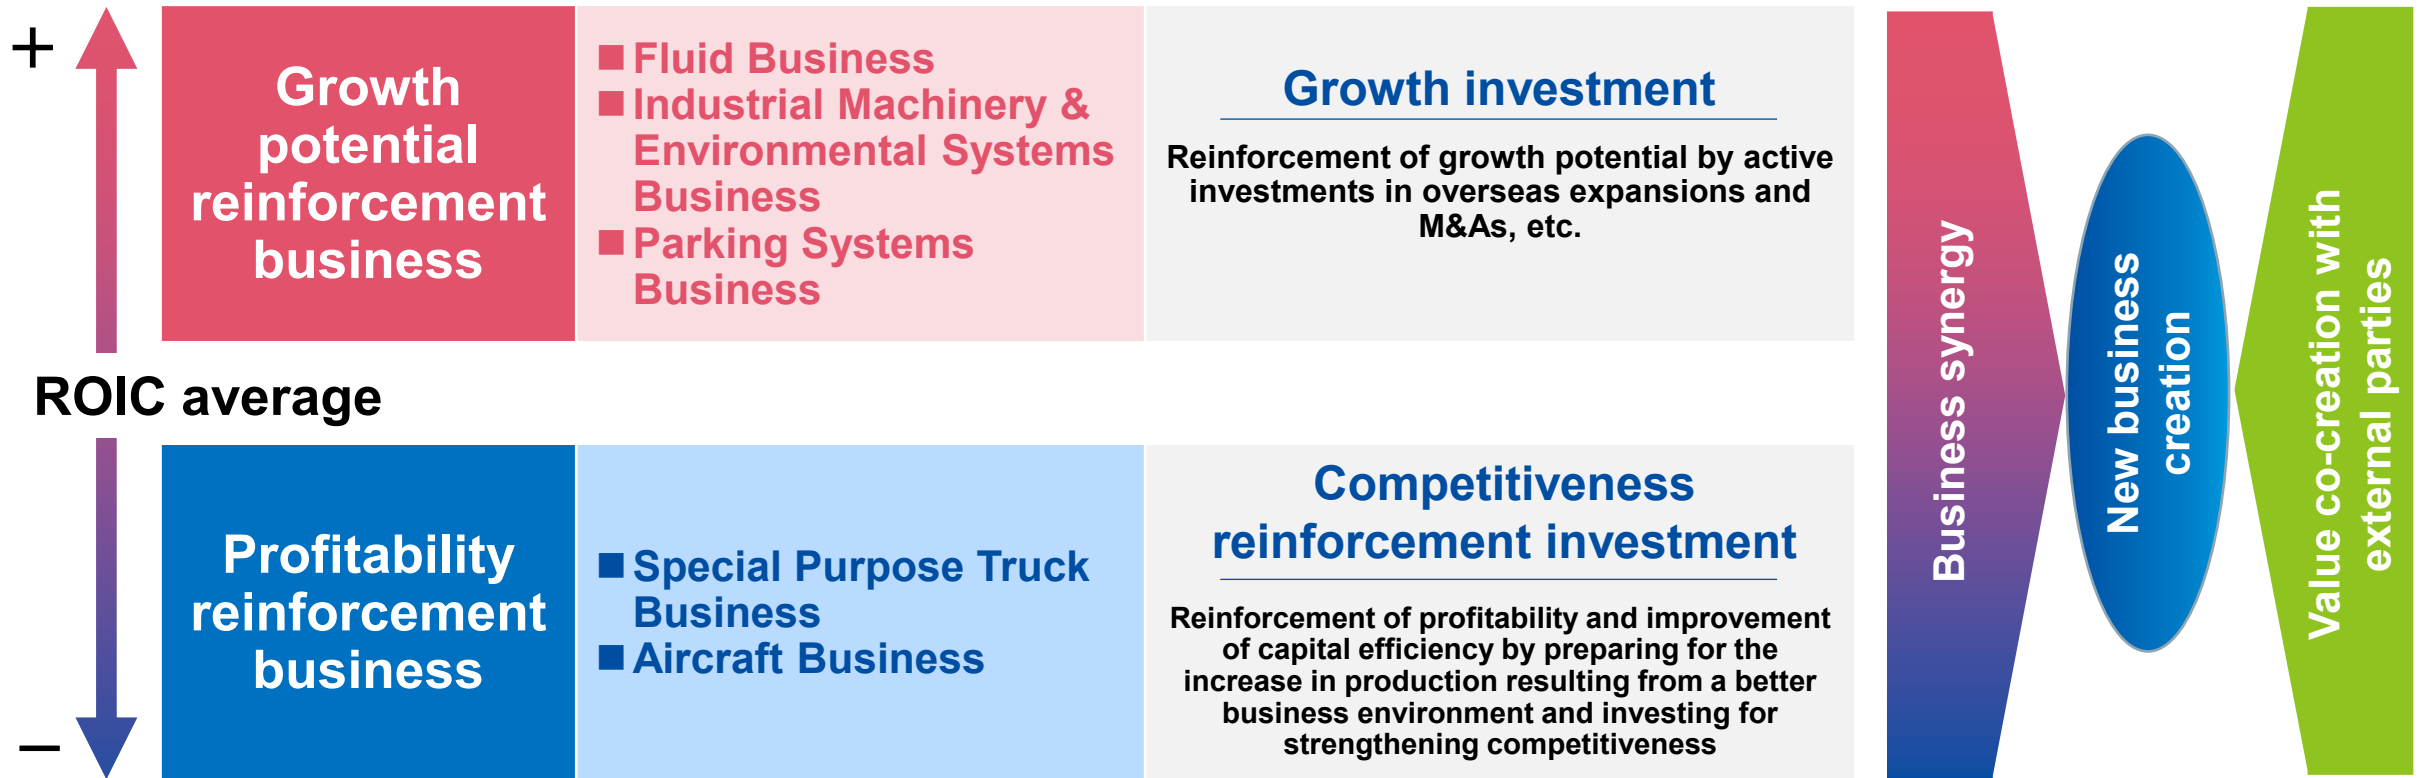 +
Growth
potential
reinforcement
business
■ Fluid Business
■ Industrial Machinery &
Environmental Systems
Business
■ Parking Systems
Business
Growth investment
Reinforcement of growth potential by active
investments in overseas expansions and
M&As, etc.
ROIC average
−
Profitability
reinforcement
business
■ Special Purpose Truck
Business
■ Aircraft Business
Competitiveness
reinforcement investment
Reinforcement of profitability and improvement
of capital efficiency by preparing for the
increase in production resulting from a better
business environment and investing for
strengthening competitiveness
Business synergy
New business
creation
Value co-creation with
external parties